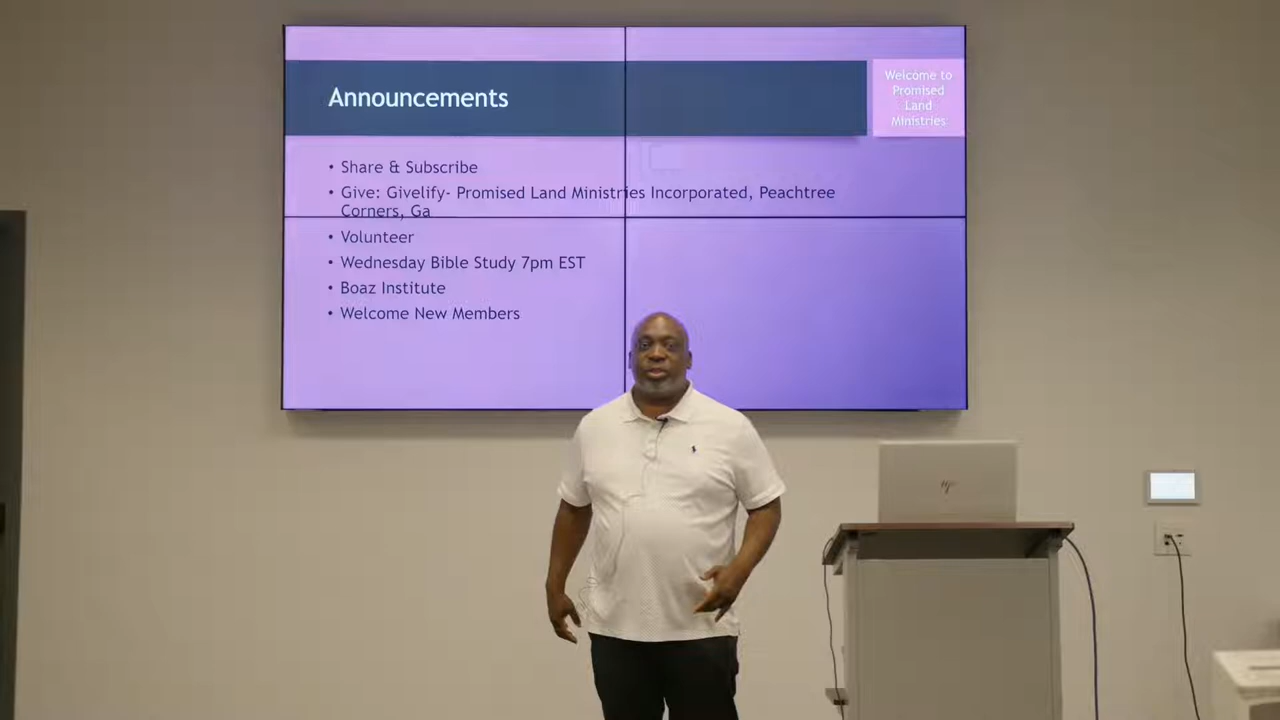 Announcements
Welcome to
Promised
Land
Ministries
• Share & Subscribe
• Give: Givelify- Promised Land Ministries Incorporated, Peachtree
Corners, Ga
• Volunteer
• Wednesday Bible Study 7pm EST
• Boaz Institute
• Welcome New Members
hp